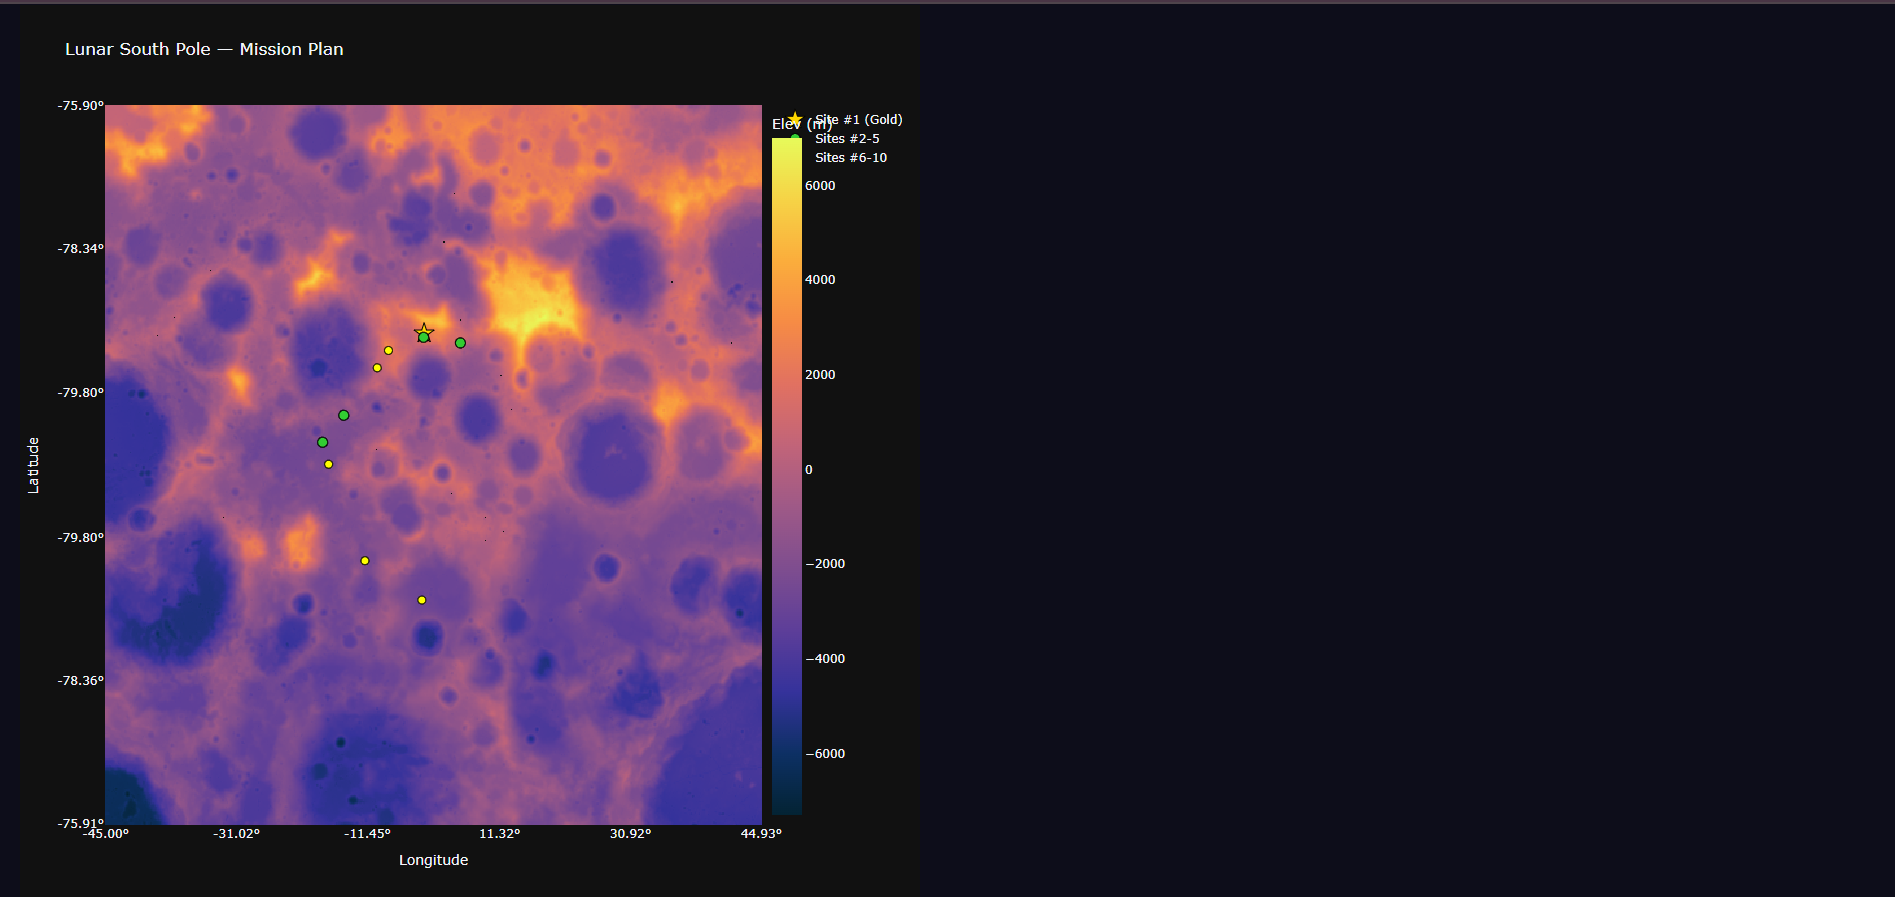 Lunar South Pole — Mission Plan
Elev (m)
Site #1 (Gold)
Sites #2-5
Sites #6-10
-75.90°
-78.34°
-79.80°
-79.80°
-78.36°
-75.91°
Latitude
6000
4000
2000
0
−2000
−4000
−6000
-45.00°
-31.02°
-11.45°
11.32°
30.92°
44.93°
Longitude